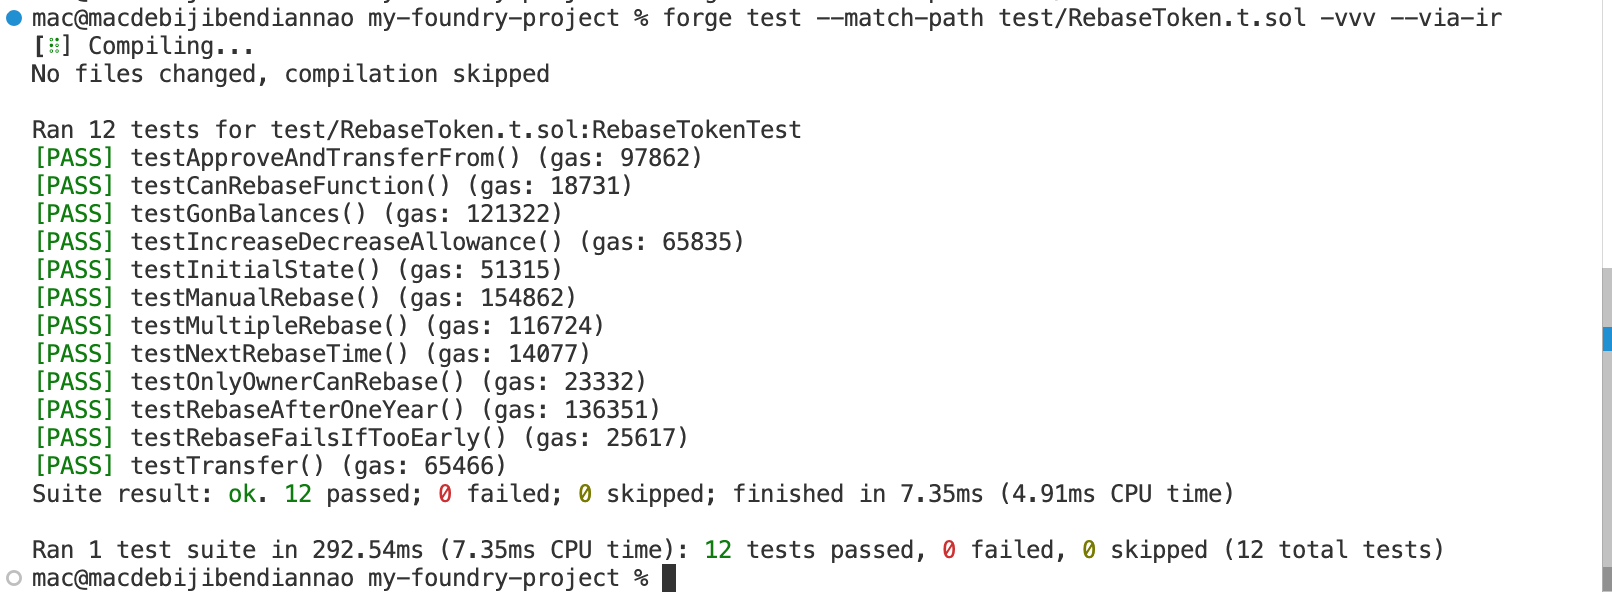 mac@macdebijibendiannao my-foundry-project % forge test --match-path test/RebaseToken.t.sol -vvv --via-ir
[⠿] Compiling...
No files changed, compilation skipped

Ran 12 tests for test/RebaseToken.t.sol:RebaseTokenTest
[PASS] testApproveAndTransferFrom() (gas: 97862)
[PASS] testCanRebaseFunction() (gas: 18731)
[PASS] testGonBalances() (gas: 121322)
[PASS] testIncreaseDecreaseAllowance() (gas: 65835)
[PASS] testInitialState() (gas: 51315)
[PASS] testManualRebase() (gas: 154862)
[PASS] testMultipleRebase() (gas: 116724)
[PASS] testNextRebaseTime() (gas: 14077)
[PASS] testOnlyOwnerCanRebase() (gas: 23332)
[PASS] testRebaseAfterOneYear() (gas: 136351)
[PASS] testRebaseFailsIfTooEarly() (gas: 25617)
[PASS] testTransfer() (gas: 65466)
Suite result: ok. 12 passed; 0 failed; 0 skipped; finished in 7.35ms (4.91ms CPU time)

Ran 1 test suite in 292.54ms (7.35ms CPU time): 12 tests passed, 0 failed, 0 skipped (12 total tests)
mac@macdebijibendiannao my-foundry-project %